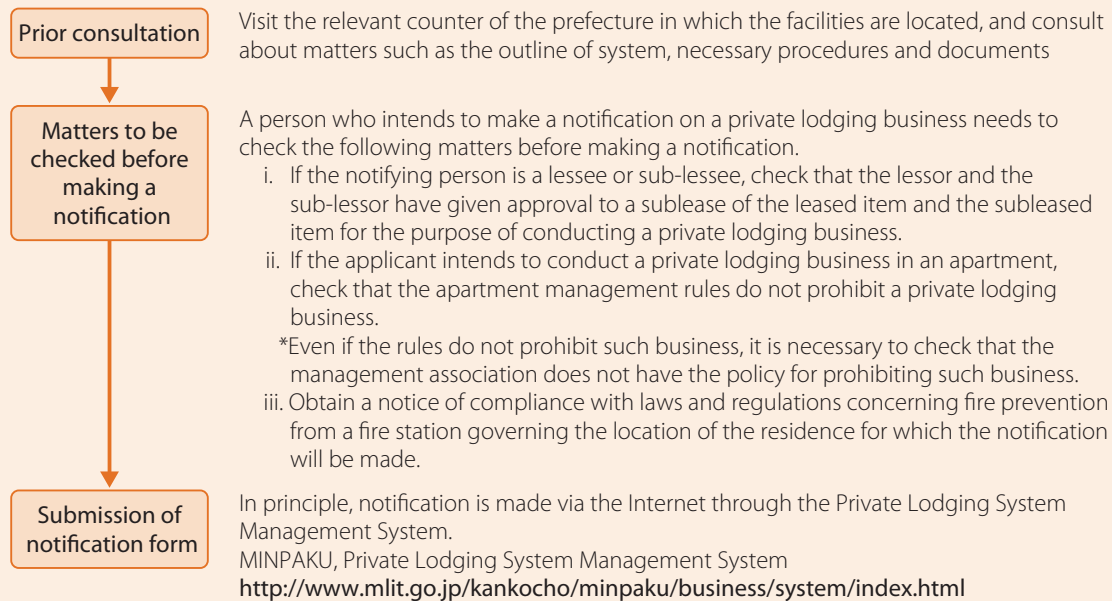 Prior consultation
Visit the relevant counter of the prefecture in which the facilities are located, and consult
about matters such as the outline of system, necessary procedures and documents
Matters to be
checked before
making a
notification
A person who intends to make a notification on a private lodging business needs to
check the following matters before making a notification.
i. If the notifying person is a lessee or sub-lessee, check that the lessor and the
sub-lessor have given approval to a sublease of the leased item and the subleased
item for the purpose of conducting a private lodging business.
ii. If the applicant intends to conduct a private lodging business in an apartment,
check that the apartment management rules do not prohibit a private lodging
business.
*Even if the rules do not prohibit such business, it is necessary to check that the
management association does not have the policy for prohibiting such business.
iii. Obtain a notice of compliance with laws and regulations concerning fire prevention
from a fire station governing the location of the residence for which the notification
will be made.
Submission of
notification form
In principle, notification is made via the Internet through the Private Lodging System
Management System.
MINPAKU, Private Lodging System Management System
http://www.mlit.go.jp/kankocho/minpaku/business/system/index.html